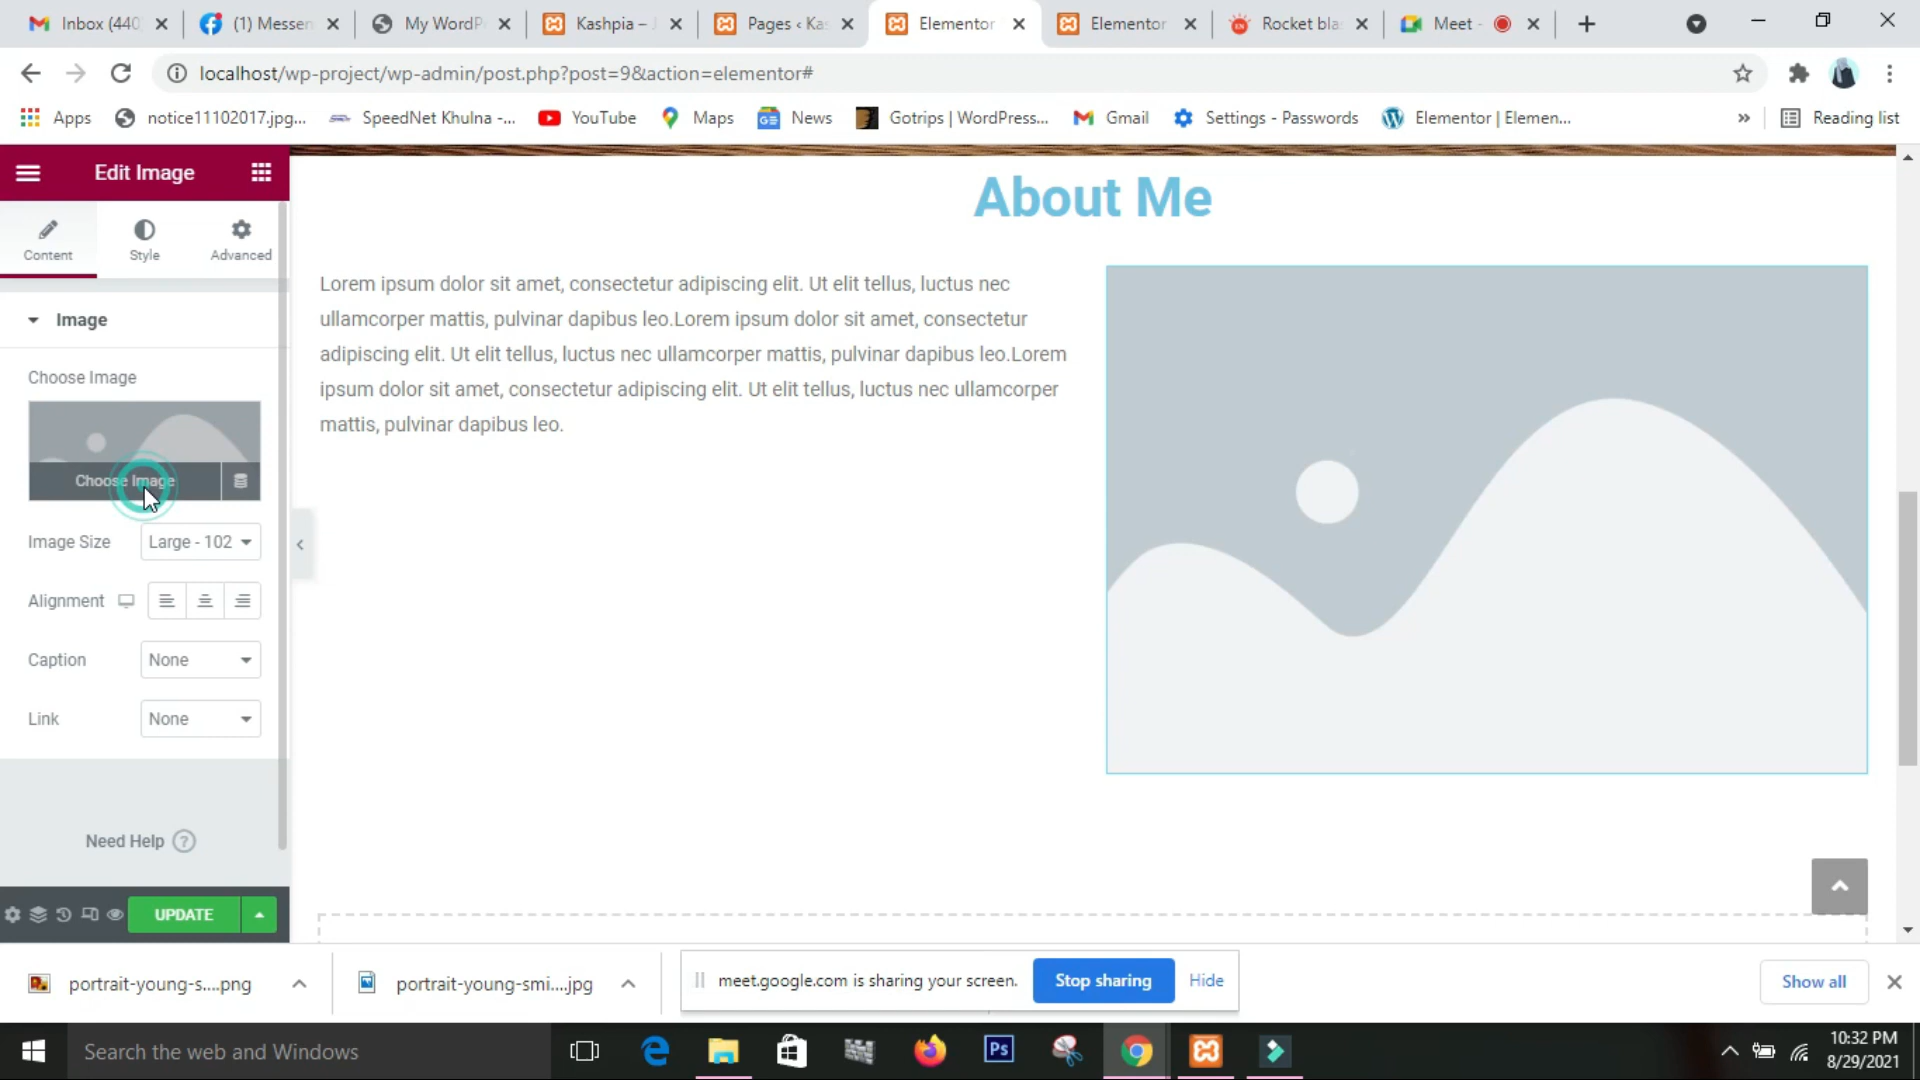 Inbox (440
(1) Messen
My WordP
Kashpia – J
Pages ‹ Ka
Elementor
Elementor
Rocket bla
Meet -
localhost/wp-project/wp-admin/post.php?post=9&action=elementor#
Apps
notice11102017.jpg...
SpeedNet Khulna -...
YouTube
Maps
News
Gotrips | WordPress...
Gmail
Settings - Passwords
Elementor | Elemen...
»
Reading list
Edit Image
Content
Style
Advanced
Image
Choose Image
Choose Image
Image Size
Large - 102
Alignment
Caption
None
Link
None
Need Help ?
UPDATE
About Me
Lorem ipsum dolor sit amet, consectetur adipiscing elit. Ut elit tellus, luctus nec
ullamcorper mattis, pulvinar dapibus leo.Lorem ipsum dolor sit amet, consectetur
adipiscing elit. Ut elit tellus, luctus nec ullamcorper mattis, pulvinar dapibus leo.Lorem
ipsum dolor sit amet, consectetur adipiscing elit. Ut elit tellus, luctus nec ullamcorper
mattis, pulvinar dapibus leo.
portrait-young-s....png
portrait-young-smi....jpg
meet.google.com is sharing your screen.
Stop sharing
Hide
Show all
Search the web and Windows
Ps
10:32 PM
8/29/2021